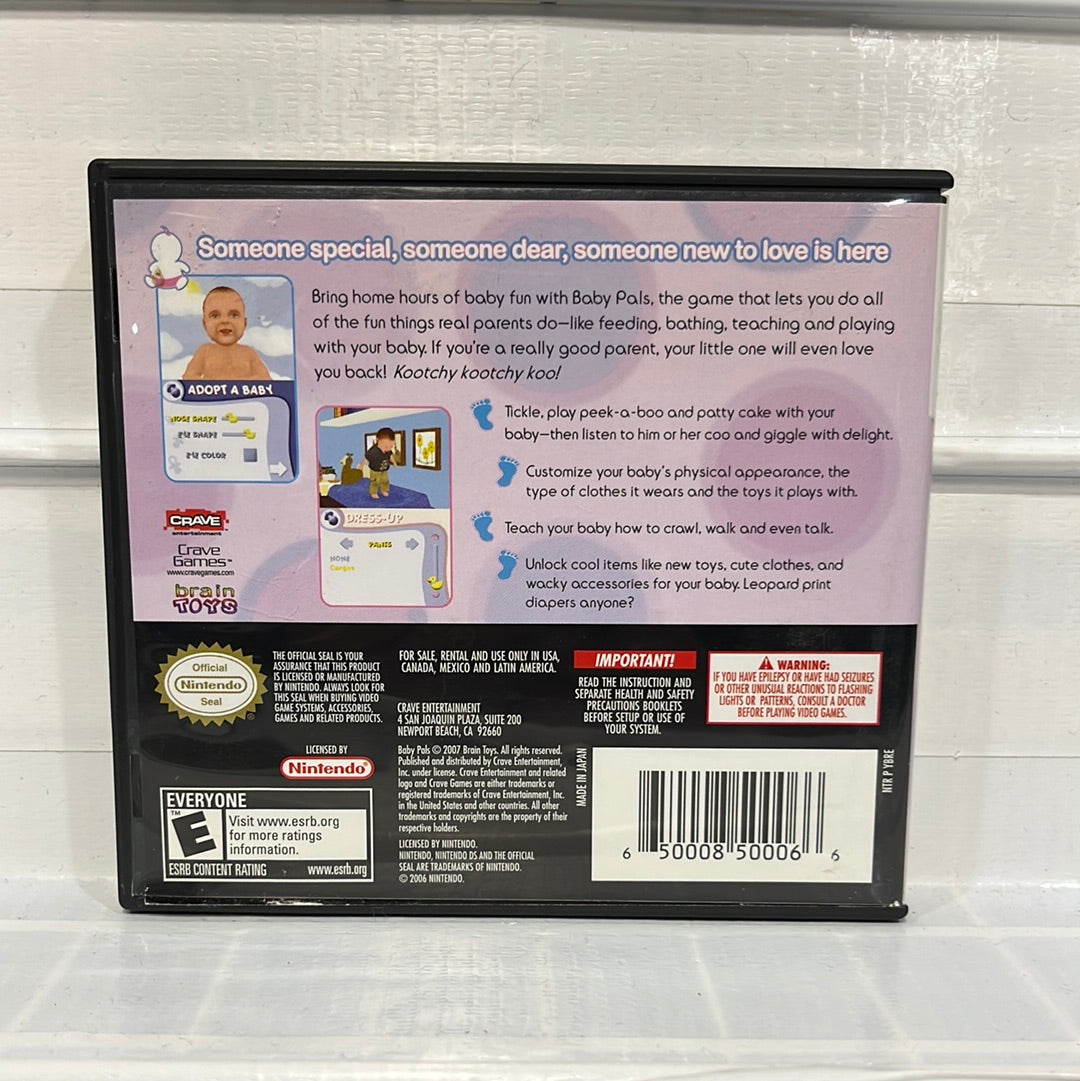 Someone special, someone dear, someone new to love is here
Bring home hours of baby fun with Baby Pals, the game that lets you do all
of the fun things real parents do—like feeding, bathing, teaching and playing
with your baby. If you're a really good parent, your little one will even love
you back! Kootchy kootchy koo!
ADOPT A BABY
NOSE SHAPE
EYE SHAPE
EYE COLOR
DRESS-UP
PANTS
NONE
Cargos
Tickle, play peek-a-boo and patty cake with your
baby—then listen to him or her coo and giggle with delight.
Customize your baby's physical appearance, the
type of clothes it wears and the toys it plays with.
Teach your baby how to crawl, walk and even talk.
Unlock cool items like new toys, cute clothes, and
wacky accessories for your baby. Leopard print
diapers anyone?
CRAVE
entertainment
Crave
Games™
www.cravegames.com
brain
TOYS
Official
Nintendo
Seal
®
THE OFFICIAL SEAL IS YOUR
ASSURANCE THAT THIS PRODUCT
IS LICENSED OR MANUFACTURED
BY NINTENDO. ALWAYS LOOK FOR
THIS SEAL WHEN BUYING VIDEO
GAME SYSTEMS, ACCESSORIES,
GAMES AND RELATED PRODUCTS.
LICENSED BY
Nintendo®
EVERYONE
™
E
Visit www.esrb.org
for more ratings
information.
ESRB CONTENT RATING www.esrb.org
FOR SALE, RENTAL AND USE ONLY IN USA,
CANADA, MEXICO AND LATIN AMERICA.
CRAVE ENTERTAINMENT
4 SAN JOAQUIN PLAZA, SUITE 200
NEWPORT BEACH, CA 92660
Baby Pals © 2007 Brain Toys. All rights reserved.
Published and distributed by Crave Entertainment,
Inc. under license. Crave Entertainment and related
logo and Crave Games are either trademarks or
registered trademarks of Crave Entertainment, Inc.
in the United States and other countries. All other
trademarks and copyrights are the property of their
respective holders.
LICENSED BY NINTENDO.
NINTENDO, NINTENDO DS AND THE OFFICIAL
SEAL ARE TRADEMARKS OF NINTENDO.
© 2006 NINTENDO.
IMPORTANT!
READ THE INSTRUCTION AND
SEPARATE HEALTH AND SAFETY
PRECAUTIONS BOOKLETS
BEFORE SETUP OR USE OF
YOUR SYSTEM.
WARNING:
IF YOU HAVE EPILEPSY OR HAVE HAD SEIZURES
OR OTHER UNUSUAL REACTIONS TO FLASHING
LIGHTS OR PATTERNS, CONSULT A DOCTOR
BEFORE PLAYING VIDEO GAMES.
MADE IN JAPAN
6 50008 50006 6
NTR P YBRE